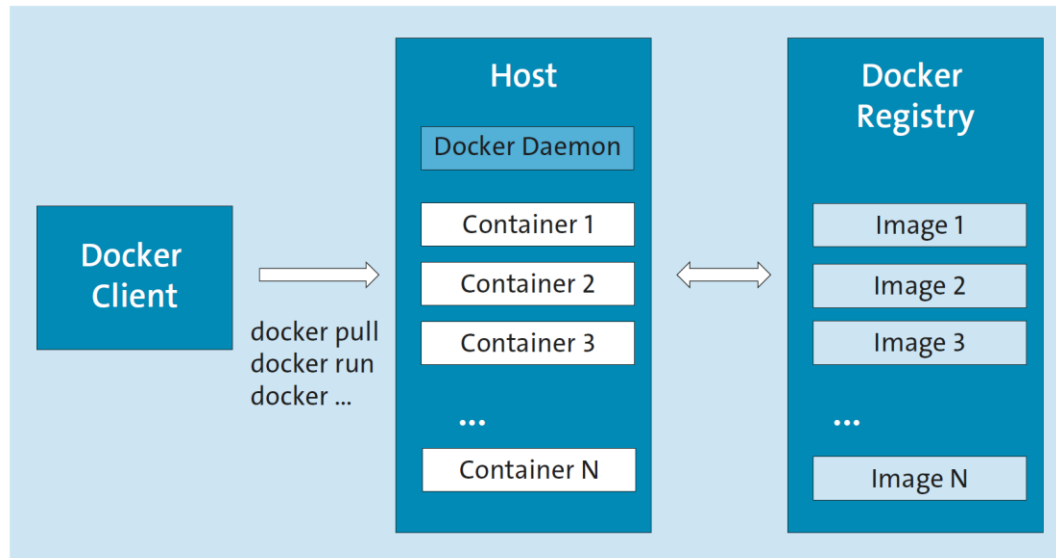 Docker
Client
docker pull
docker run
docker ...
Host
Docker Daemon
Container 1
Container 2
Container 3
...
Container N
Docker
Registry
Image 1
Image 2
Image 3
...
Image N